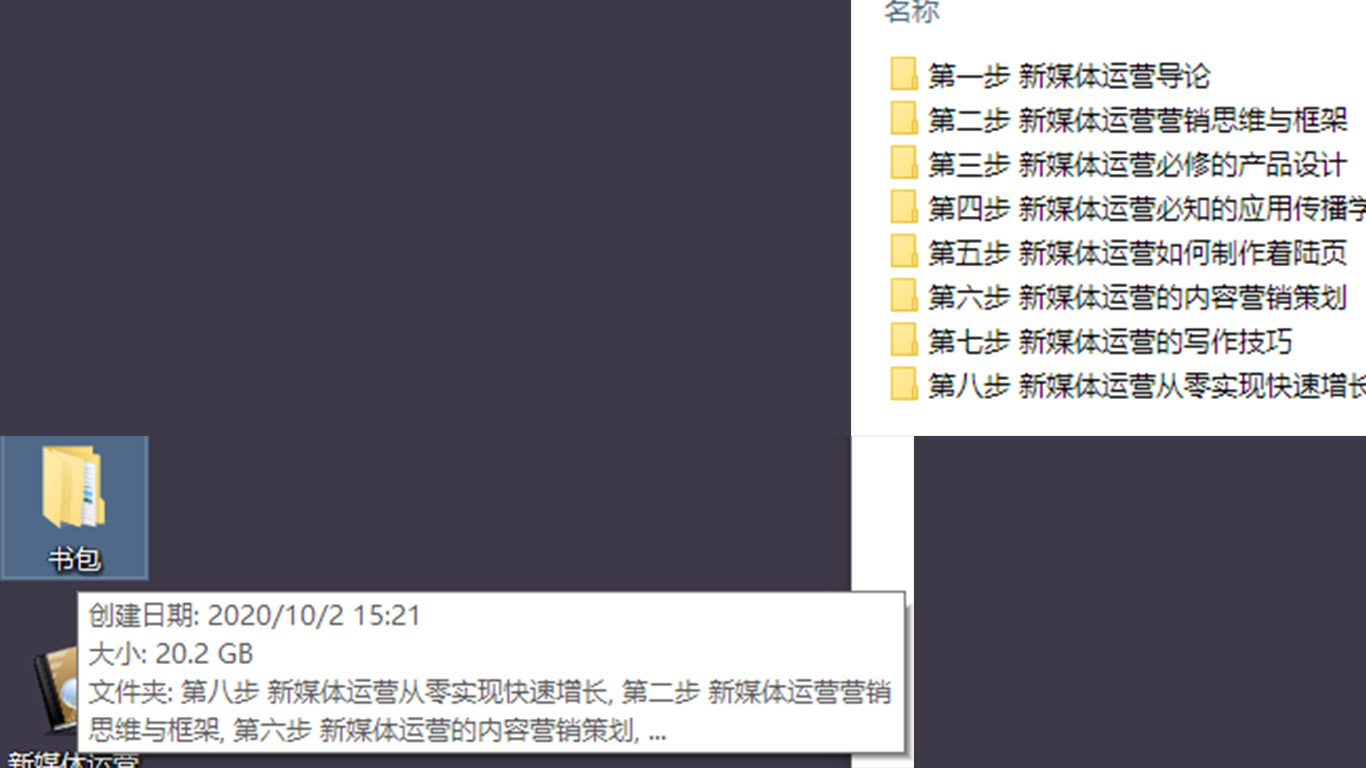 名称
第一步 新媒体运营导论
第二步 新媒体运营营销思维与框架
第三步 新媒体运营必修的产品设计
第四步 新媒体运营必知的应用传播学
第五步 新媒体运营如何制作着陆页
第六步 新媒体运营的内容营销策划
第七步 新媒体运营的写作技巧
第八步 新媒体运营从零实现快速增长
书包
创建日期: 2020/10/2 15:21
大小: 20.2 GB
文件夹: 第八步 新媒体运营从零实现快速增长, 第二步 新媒体运营营销
思维与框架, 第六步 新媒体运营的内容营销策划, ...
新媒体运营